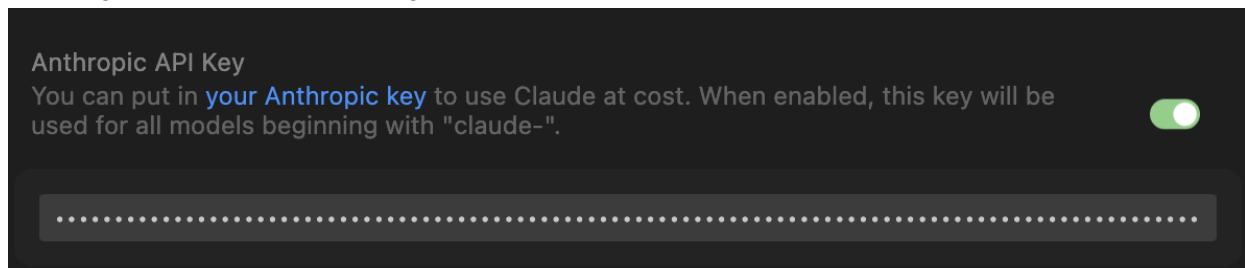 Anthropic API Key
You can put in your Anthropic key to use Claude at cost. When enabled, this key will be
used for all models beginning with "claude-".